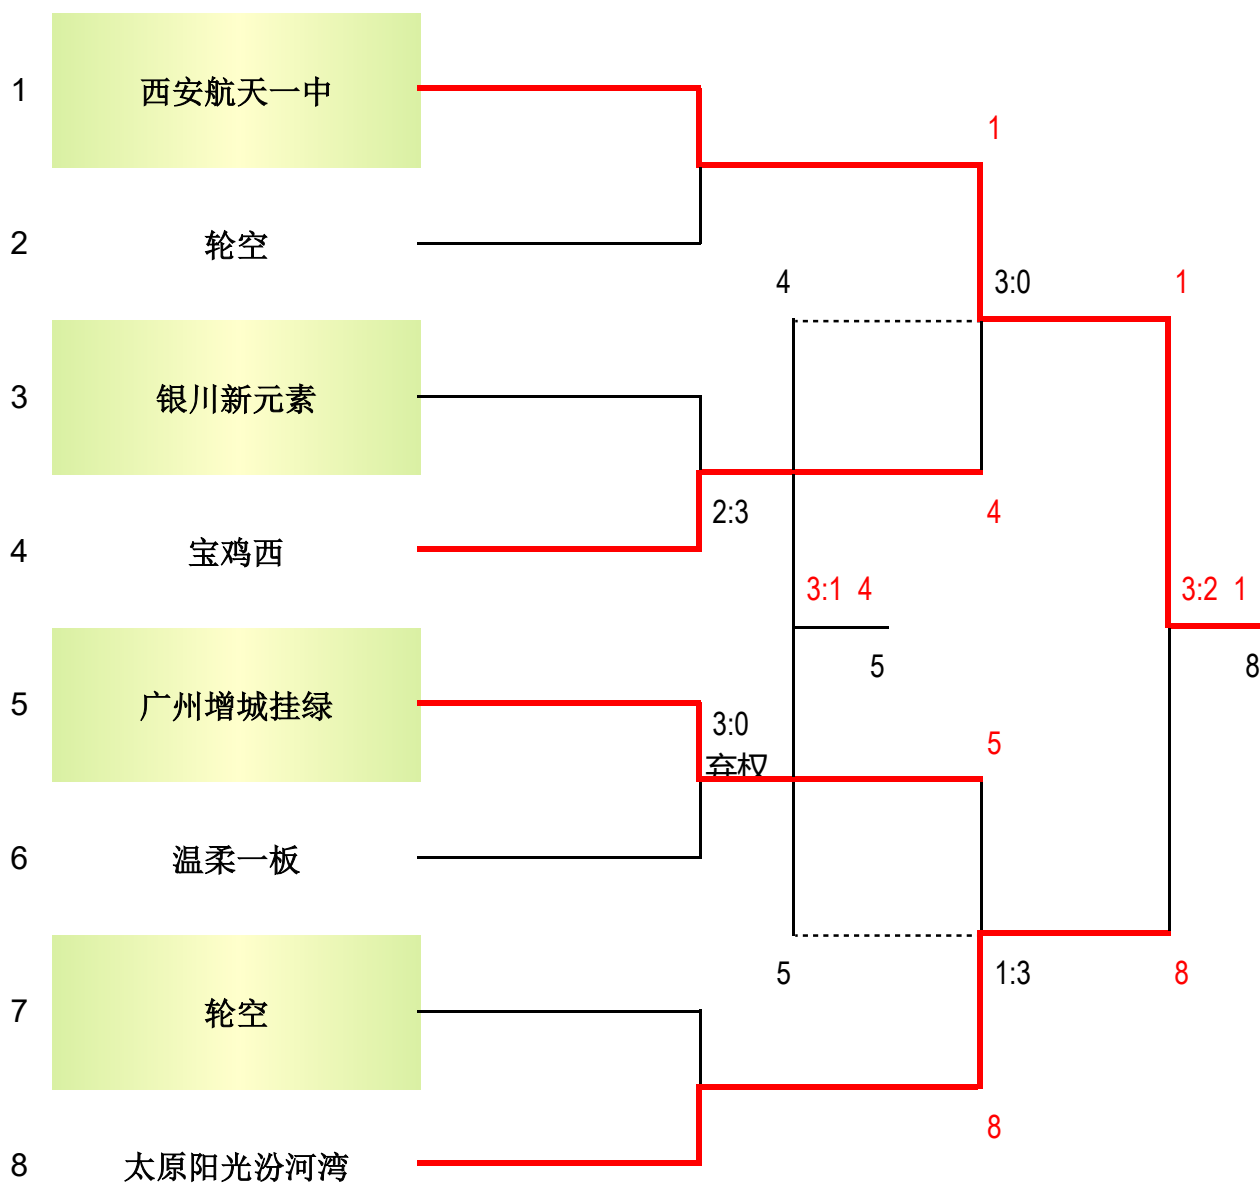 1 西安航天一中
1
2 轮空
4 3:0 1
3 银川新元素
2:3 4
4 宝鸡西
3:1 4 3:2 1
5 8
5 广州增城挂绿
3:0 5
弃权
6 温柔一板
5 1:3 8
7 轮空
8
8 太原阳光汾河湾